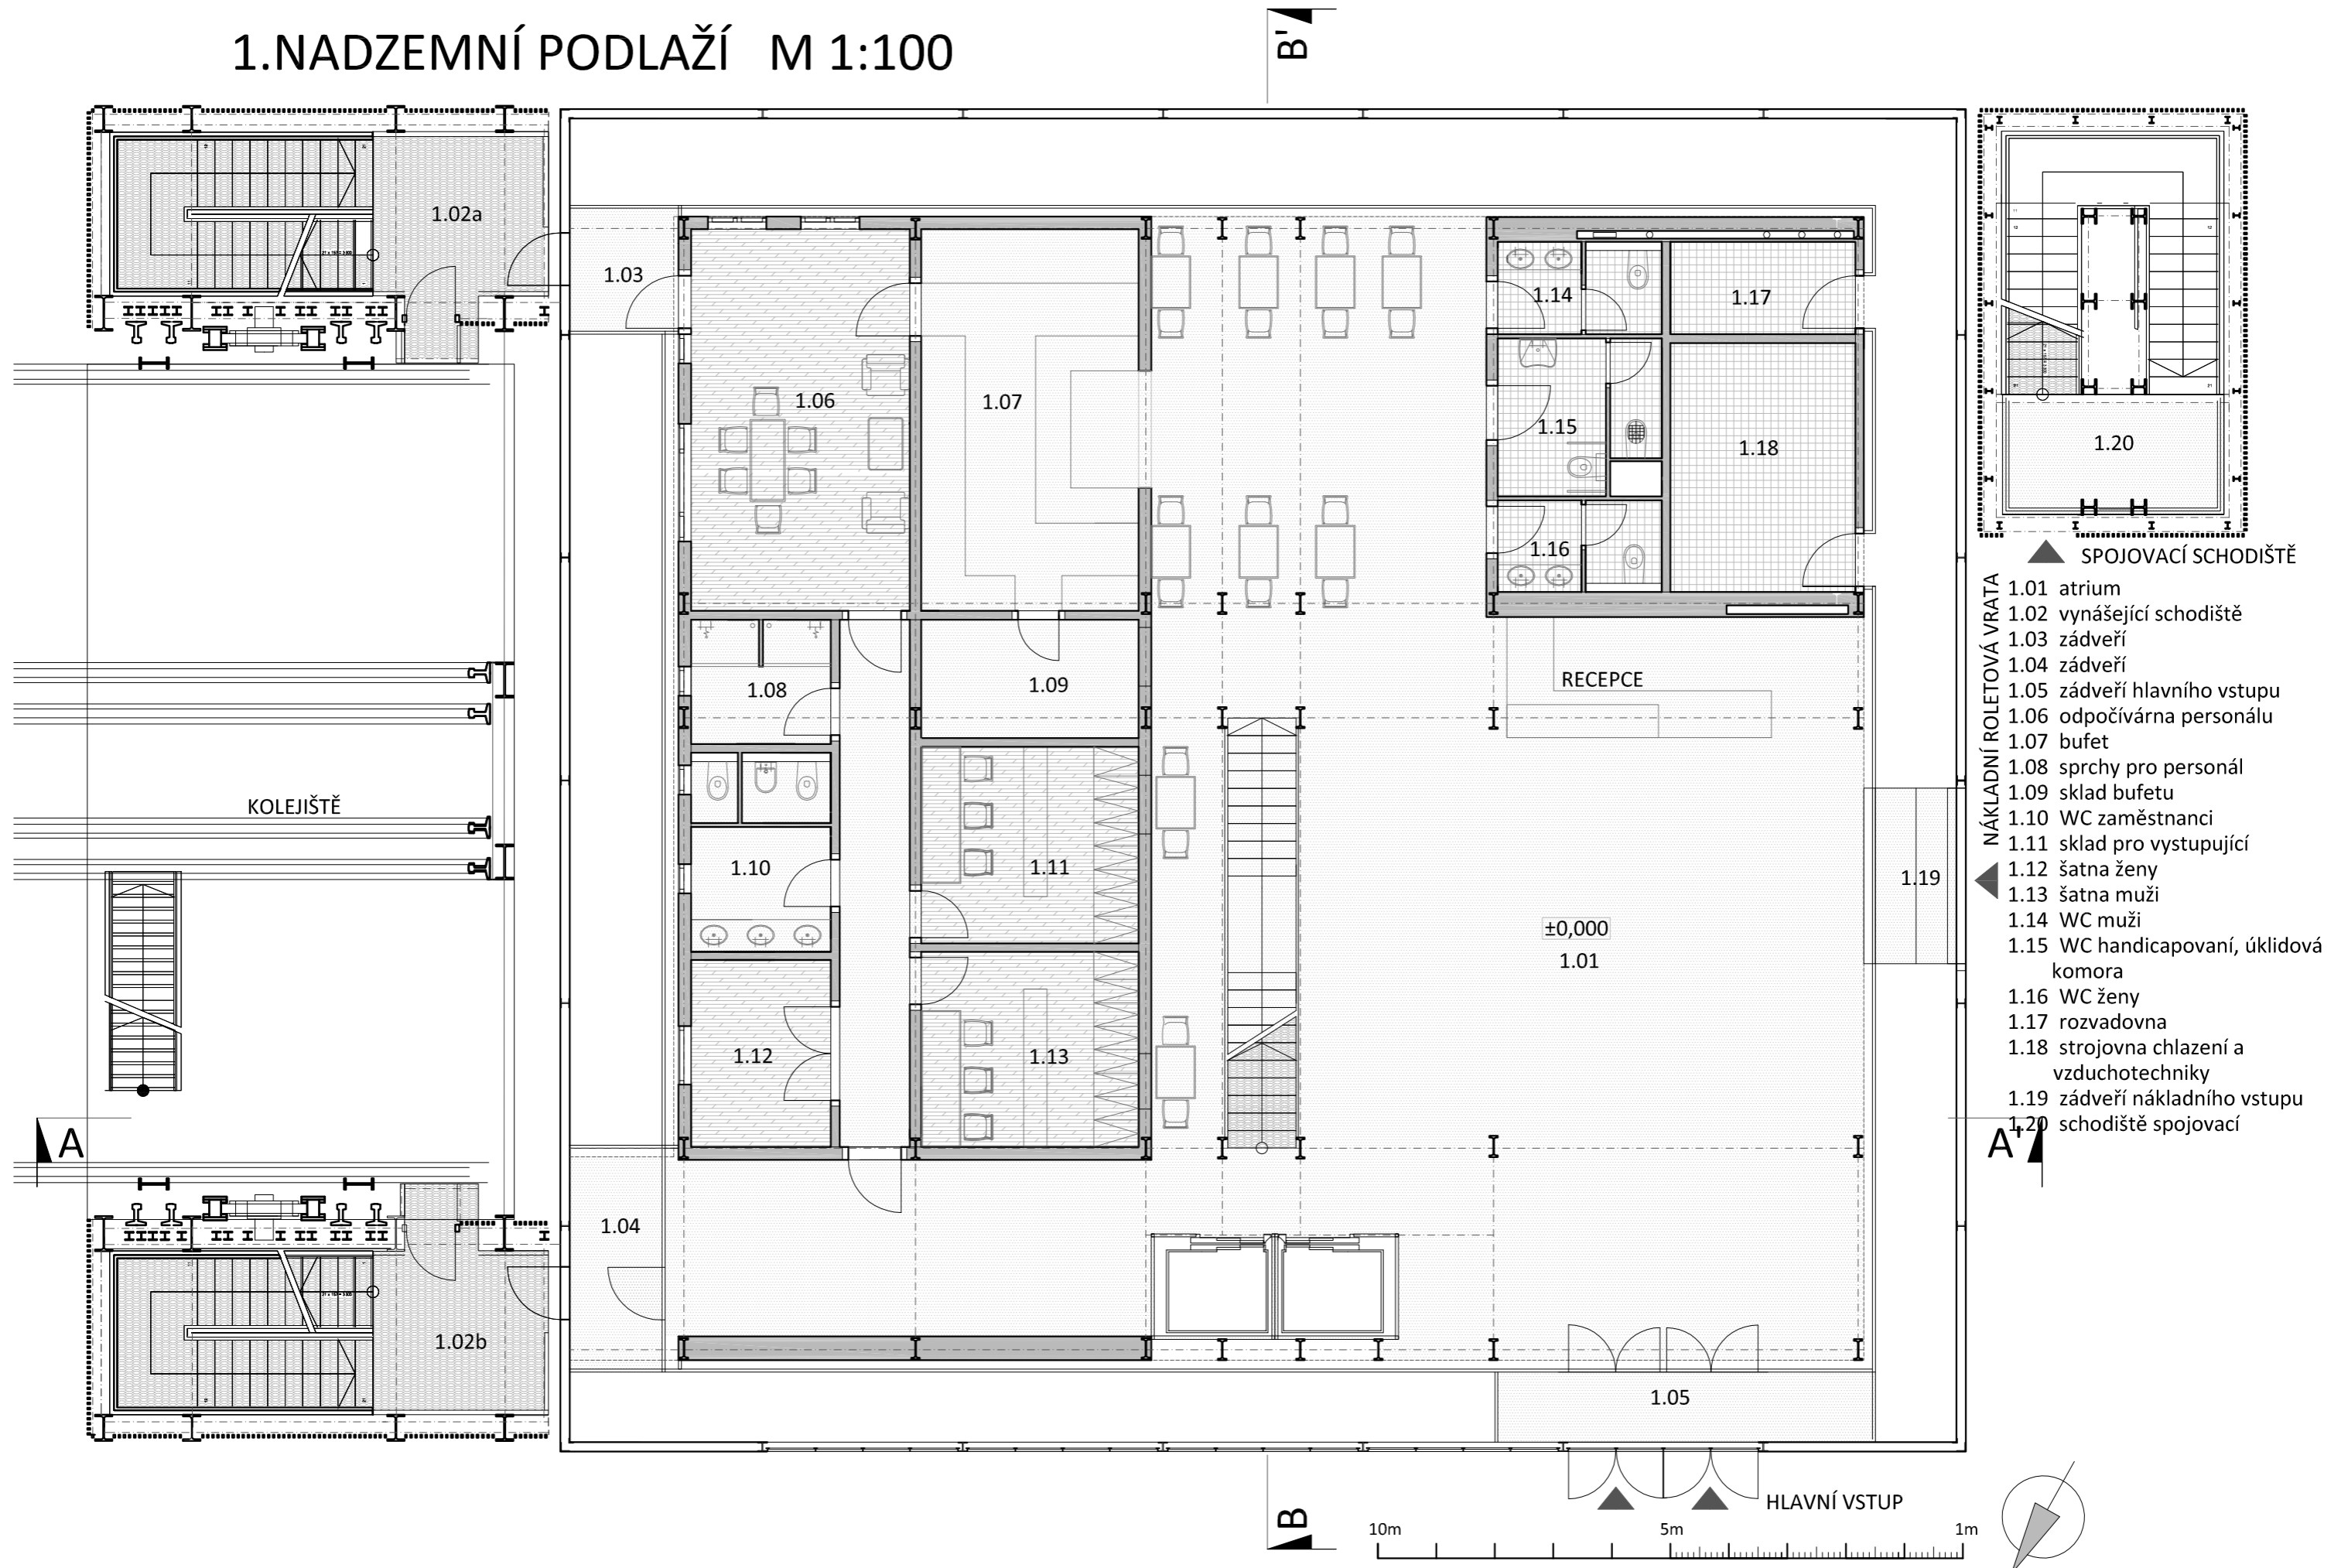 1.NADZEMNÍ PODLAŽÍ M 1:100
B'
1.02a
1.03
1.06
1.07
1.14
1.17
1.15
1.18
1.16
1.20
SPOJOVACÍ SCHODIŠTĚ
NÁKLADNÍ ROLETOVÁ VRATA
1.01 atrium
1.02 vynášející schodiště
1.03 zádveří
1.04 zádveří
1.05 zádveří hlavního vstupu
1.06 odpočívárna personálu
1.07 bufet
1.08 sprchy pro personál
1.09 sklad bufetu
1.10 WC zaměstnanci
1.11 sklad pro vystupující
1.12 šatna ženy
1.13 šatna muži
1.14 WC muži
1.15 WC handicapovaní, úklidová
komora
1.16 WC ženy
1.17 rozvadovna
1.18 strojovna chlazení a
vzduchotechniky
1.19 zádveří nákladního vstupu
1.20 schodiště spojovací
RECEPCE
1.08
1.09
KOLEJIŠTĚ
1.10
1.11
1.19
±0,000
1.01
1.12
1.13
A
A'
1.04
1.02b
1.05
HLAVNÍ VSTUP
B
10m
5m
1m